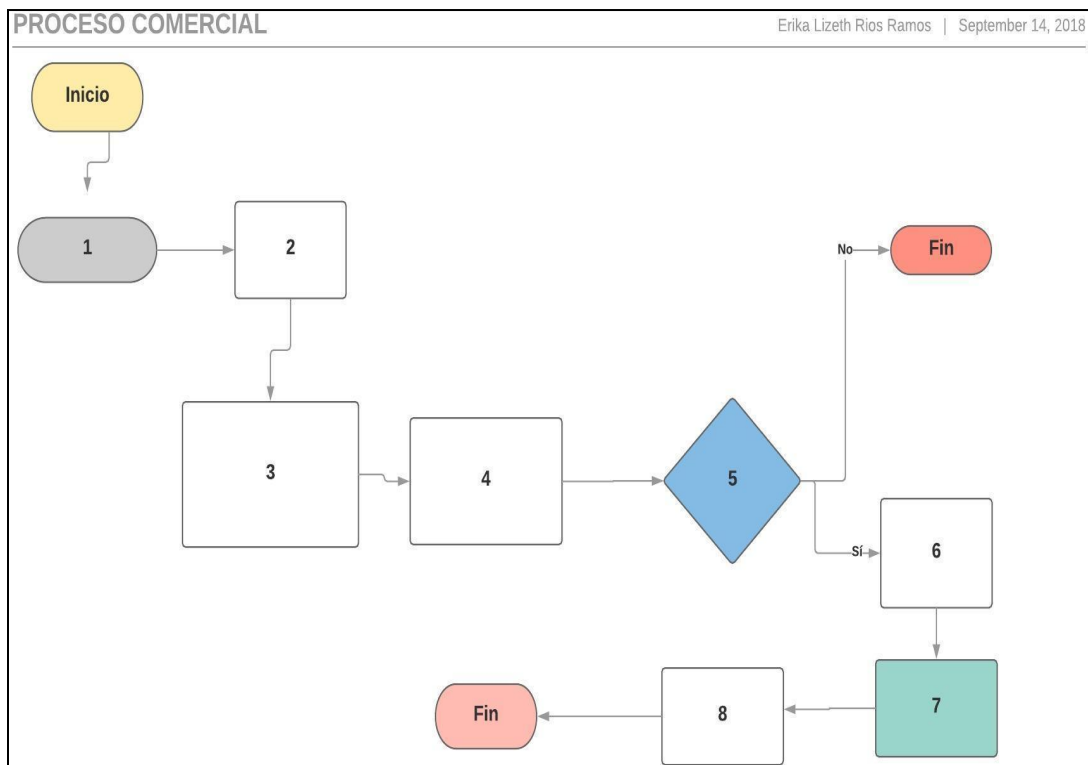 PROCESO COMERCIAL
Erika Lizeth Rios Ramos | September 14, 2018
Inicio
1
2
No
Fin
3
4
5
Sí
6
Fin
8
7